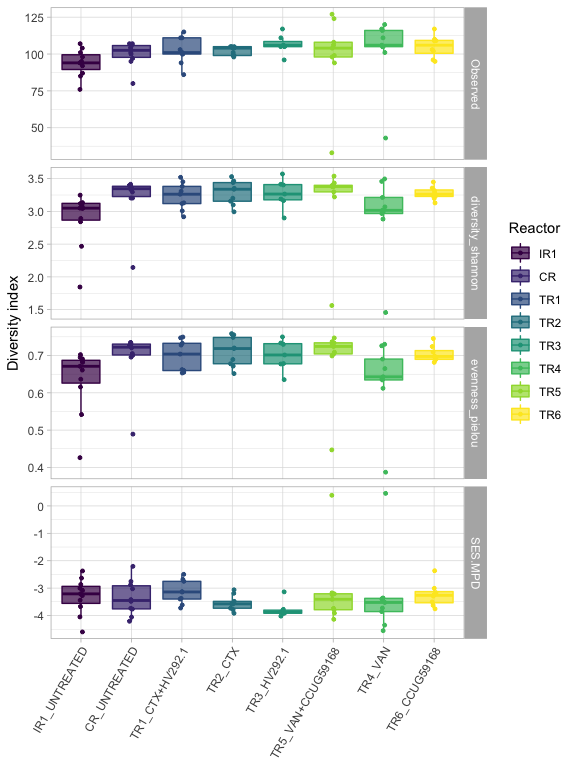 Diversity index
125
100
75
50
Observed
3.5
3.0
2.5
2.0
1.5
diversity_shannon
0.7
0.6
0.5
0.4
evenness_pielou
0
-1
-2
-3
-4
SES.MPD
IR1_UNTREATED
CR_UNTREATED
TR1_CTX+HV292.1
TR2_CTX
TR3_HV292.1
TR5_VAN+CCUG59168
TR4_VAN
TR6_CCUG59168
Reactor
IR1
CR
TR1
TR2
TR3
TR4
TR5
TR6